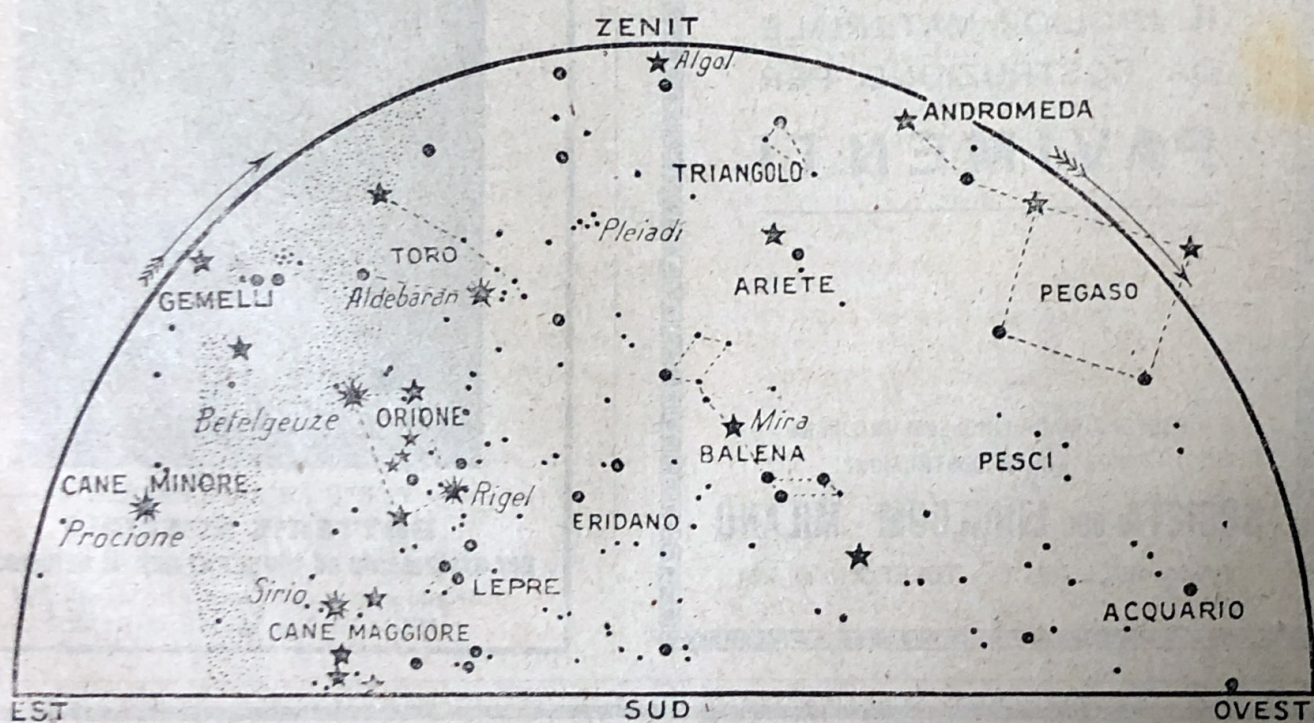 ZENIT
Algol
ANDROMEDA
TRIANGOLO
Pleiadi
TORO
GEMELLI
Aldebaran
ARIETE
PEGASO
Betelgeuze
ORIONE
Mira
BALENA
PESCI
CANE MINORE
Rigel
ERIDANO
Procione
LEPRE
Sirio
ACQUARIO
CANE MAGGIORE
EST
SUD
OVEST